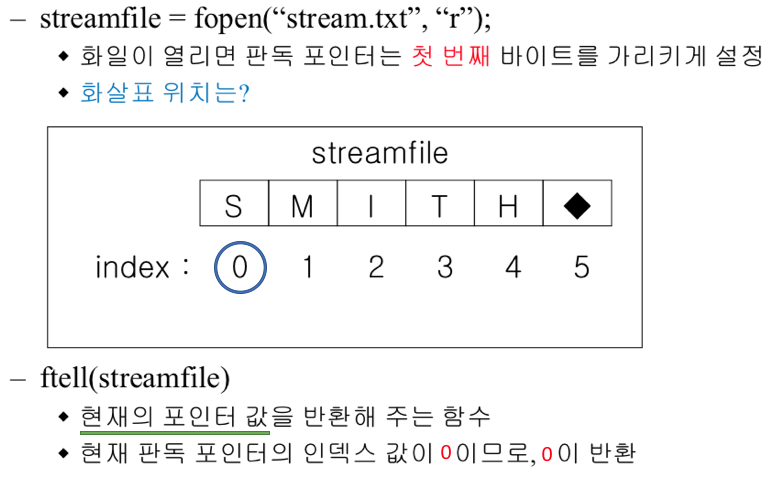 – streamfile = fopen(“stream.txt”, “r”);
◆ 화일이 열리면 판독 포인터는 첫 번째 바이트를 가리키게 설정
◆ 화살표 위치는?
streamfile
S M I T H ◆
index : 0 1 2 3 4 5
– ftell(streamfile)
◆ 현재의 포인터 값을 반환해 주는 함수
◆ 현재 판독 포인터의 인덱스 값이 0이므로, 0이 반환